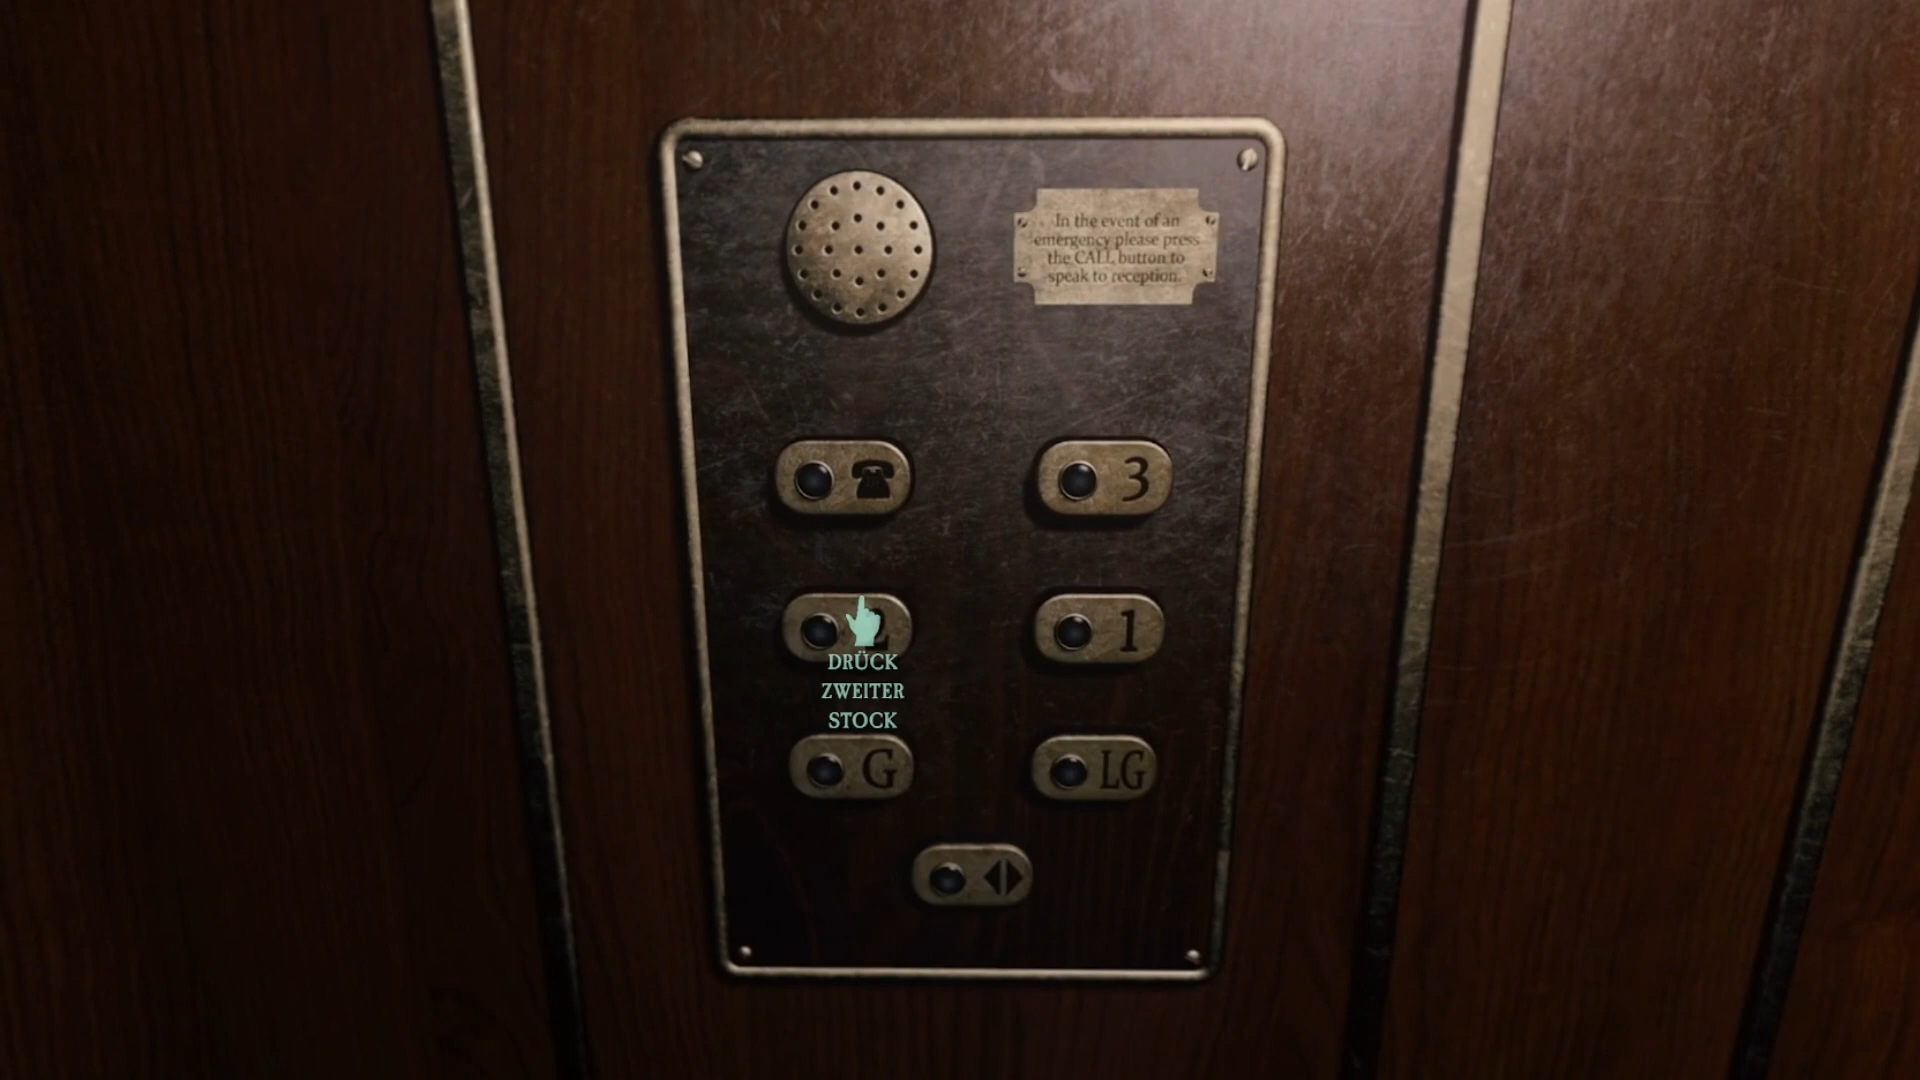 In the event of an
emergency please press
the CALL button to
speak to reception.
3
2
1
DRÜCK
ZWEITER
STOCK
G
LG